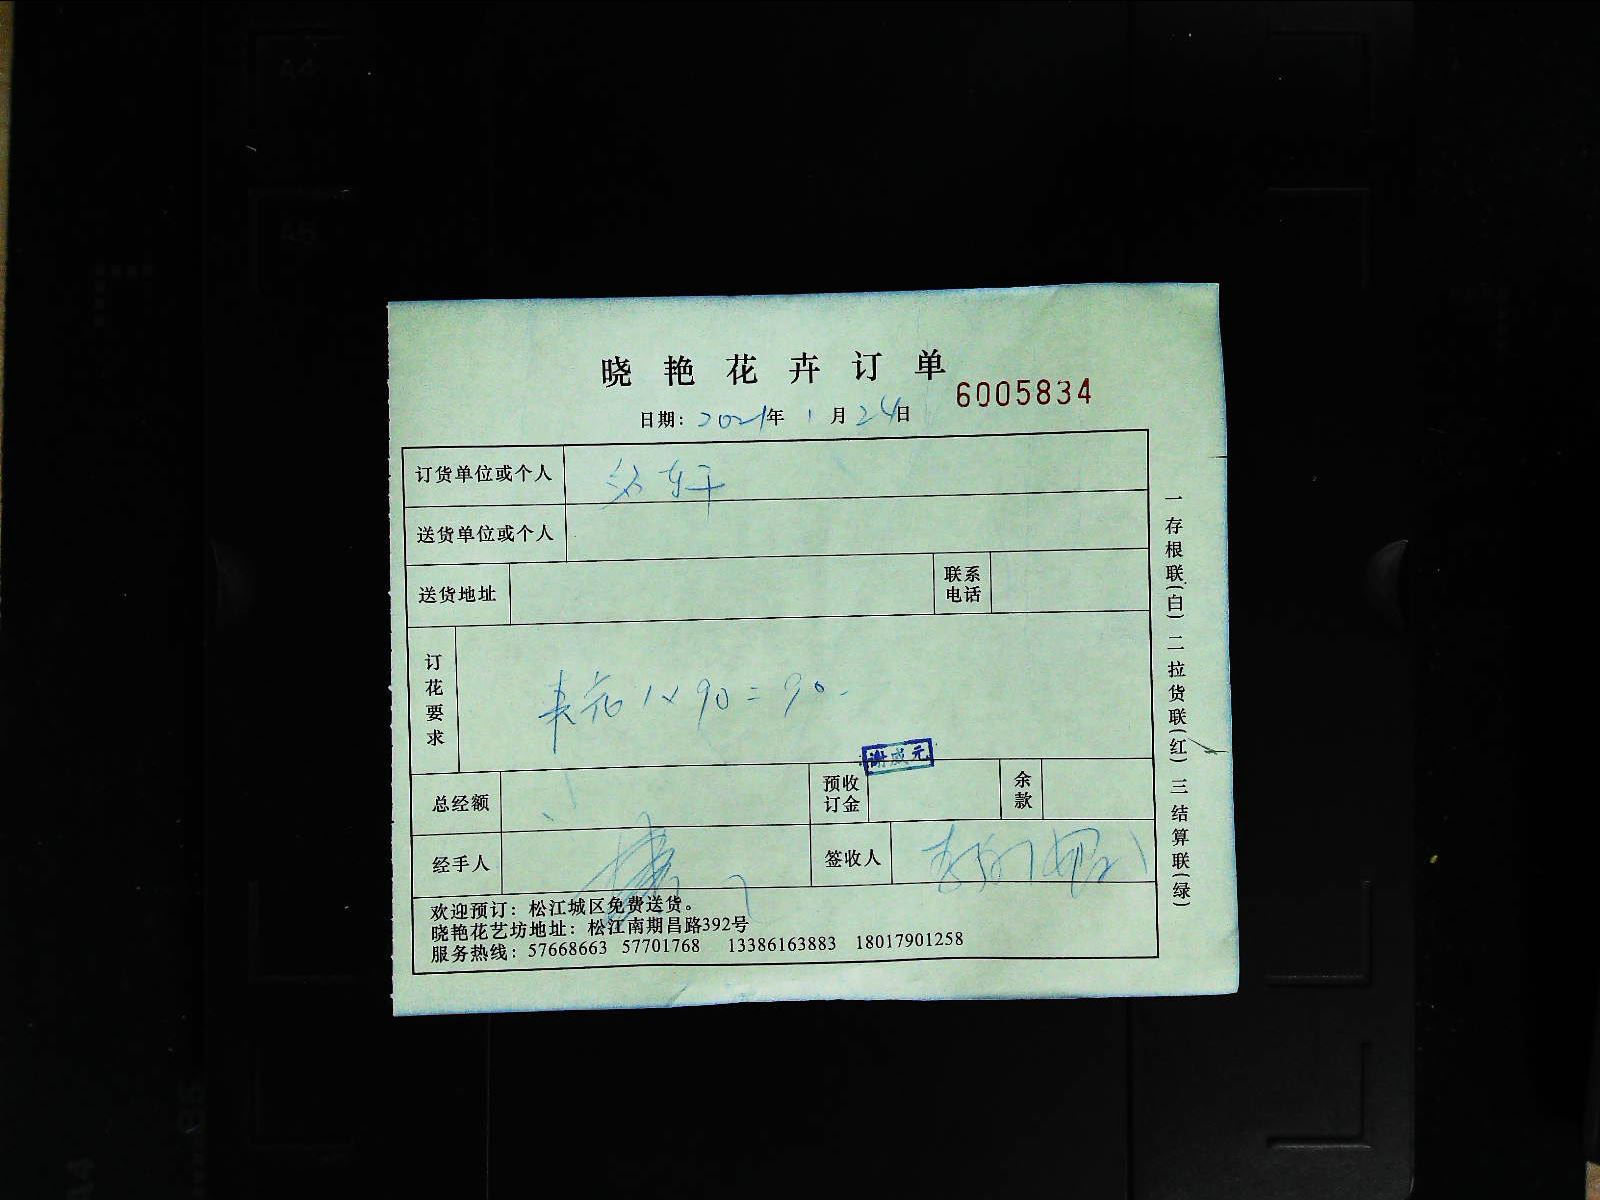 晓艳花卉订单
6005834
日期: 2021年 1月24日
订货单位或个人
送货单位或个人
送货地址 联系电话
订花要求 花 1×90=90.
谢成元
总经额 预收订金 余款
经手人 签收人
欢迎预订: 松江城区免费送货。
晓艳花艺坊地址: 松江南期昌路392号
服务热线: 57668663 57701768 13386163883 18017901258
一存根联(白) 二拉货联(红) 三结算联(绿)